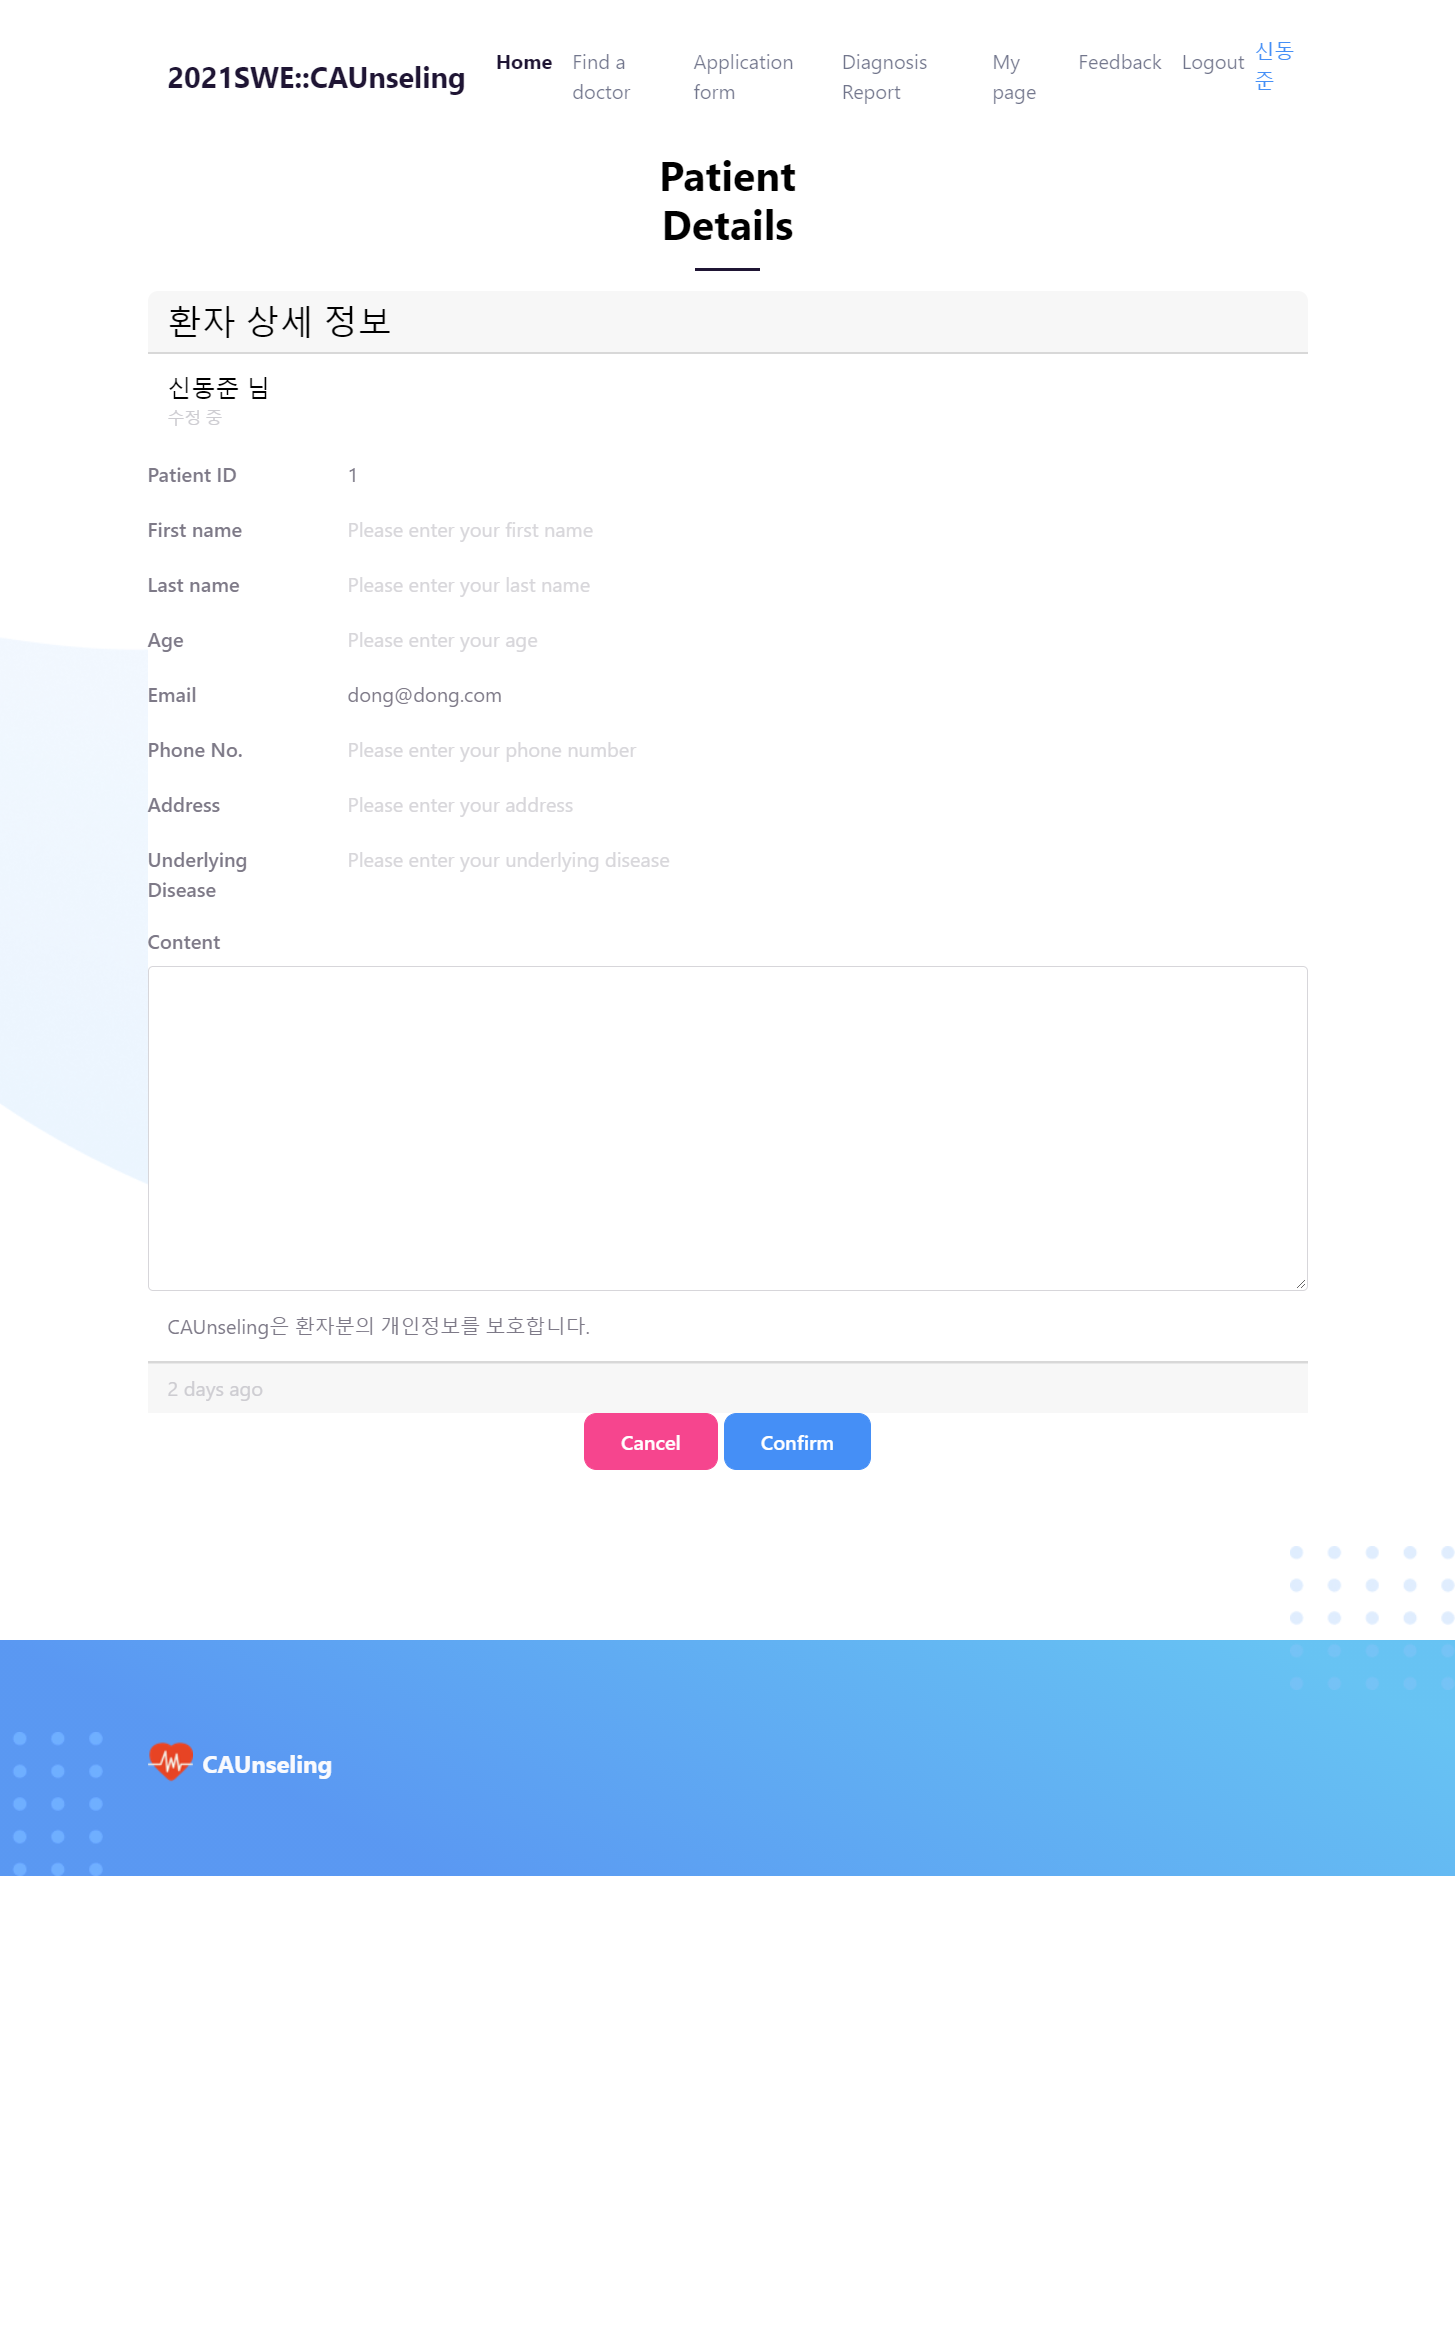 2021SWE::CAUnseling
Home
Find a
doctor
Application
form
Diagnosis
Report
My
page
Feedback
Logout
신동
준
Patient
Details
환자 상세 정보
신동준 님
수정 중
Patient ID 1
First name Please enter your first name
Last name Please enter your last name
Age Please enter your age
Email dong@dong.com
Phone No. Please enter your phone number
Address Please enter your address
Underlying
Disease
Please enter your underlying disease
Content
CAUnseling은 환자분의 개인정보를 보호합니다.
2 days ago
Cancel Confirm
CAUnseling